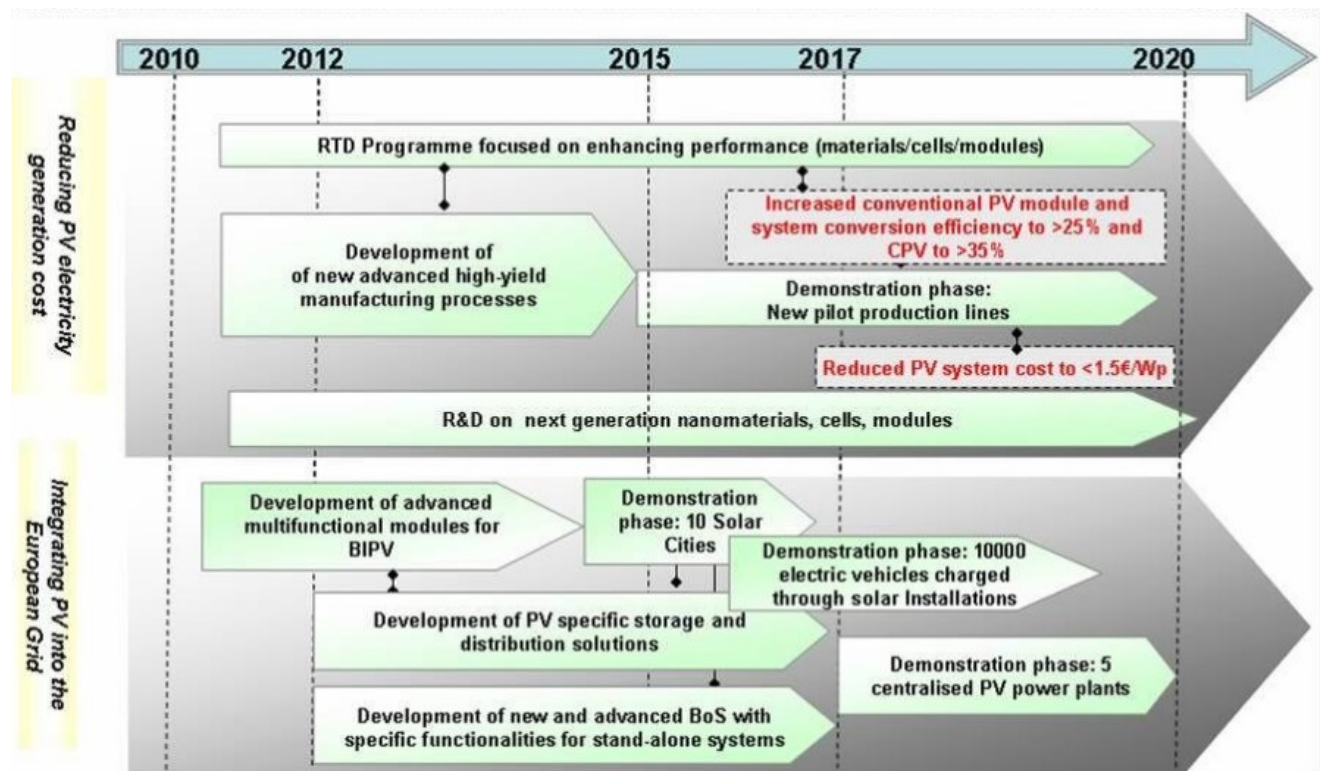 2010 2012 2015 2017 2020
Reducing PV electricity
generation cost
RTD Programme focused on enhancing performance (materials/cells/modules)
Increased conventional PV module and
system conversion efficiency to >25% and
CPV to >35%
Development of
of new advanced high-yield
manufacturing processes
Demonstration phase:
New pilot production lines
Reduced PV system cost to <1.5€/Wp
R&D on next generation nanomaterials, cells, modules
Integrating PV into the
European Grid
Development of advanced
multifunctional modules for
BIPV
Demonstration
phase: 10 Solar
Cities
Demonstration phase: 10000
electric vehicles charged
through solar Installations
Development of PV specific storage and
distribution solutions
Demonstration phase: 5
centralised PV power plants
Development of new and advanced BoS with
specific functionalities for stand-alone systems